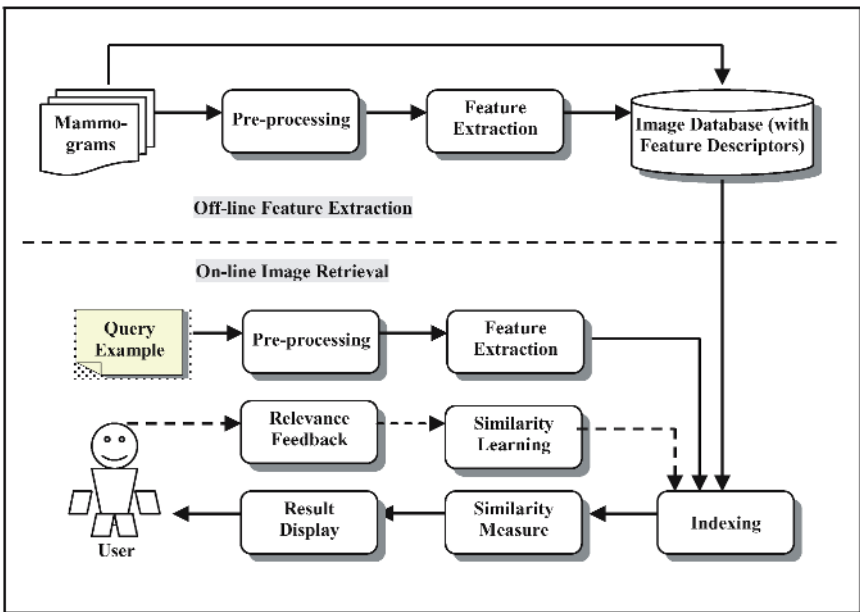 Mammo-
grams
Pre-processing
Feature
Extraction
Image Database (with
Feature Descriptors)
Off-line Feature Extraction
On-line Image Retrieval
Query
Example
Pre-processing
Feature
Extraction
Relevance
Feedback
Similarity
Learning
User
Result
Display
Similarity
Measure
Indexing